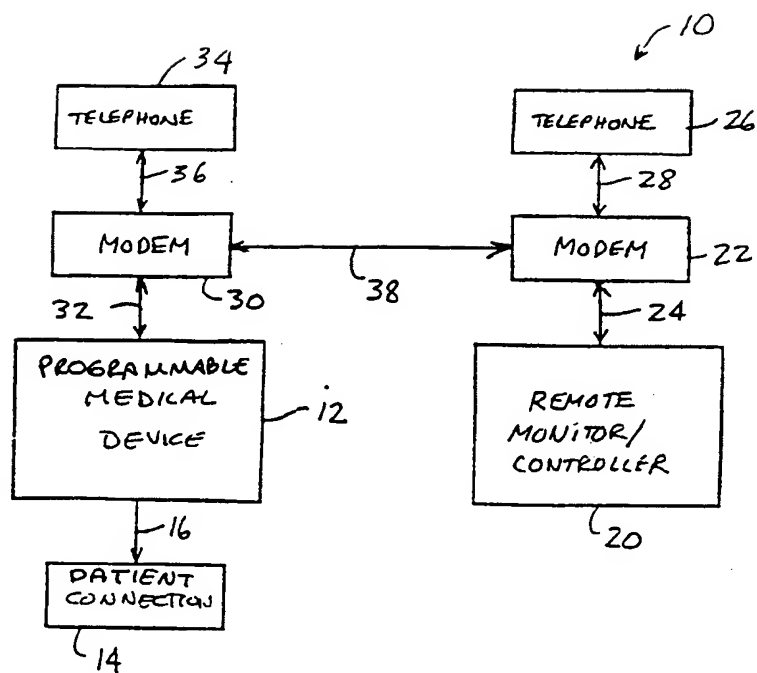 10
34
TELEPHONE
TELEPHONE
26
36
28
MODEM
MODEM
22
30
38
32
24
PROGRAMMABLE
MEDICAL
DEVICE
12
REMOTE
MONITOR/
CONTROLLER
16
20
PATIENT
CONNECTION
14